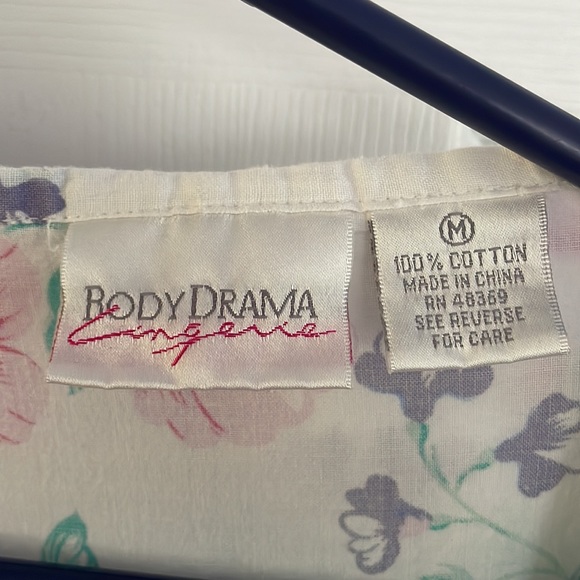 BODY DRAMA
Lingerie
M
100% COTTON
MADE IN CHINA
RN 48369
SEE REVERSE
FOR CARE